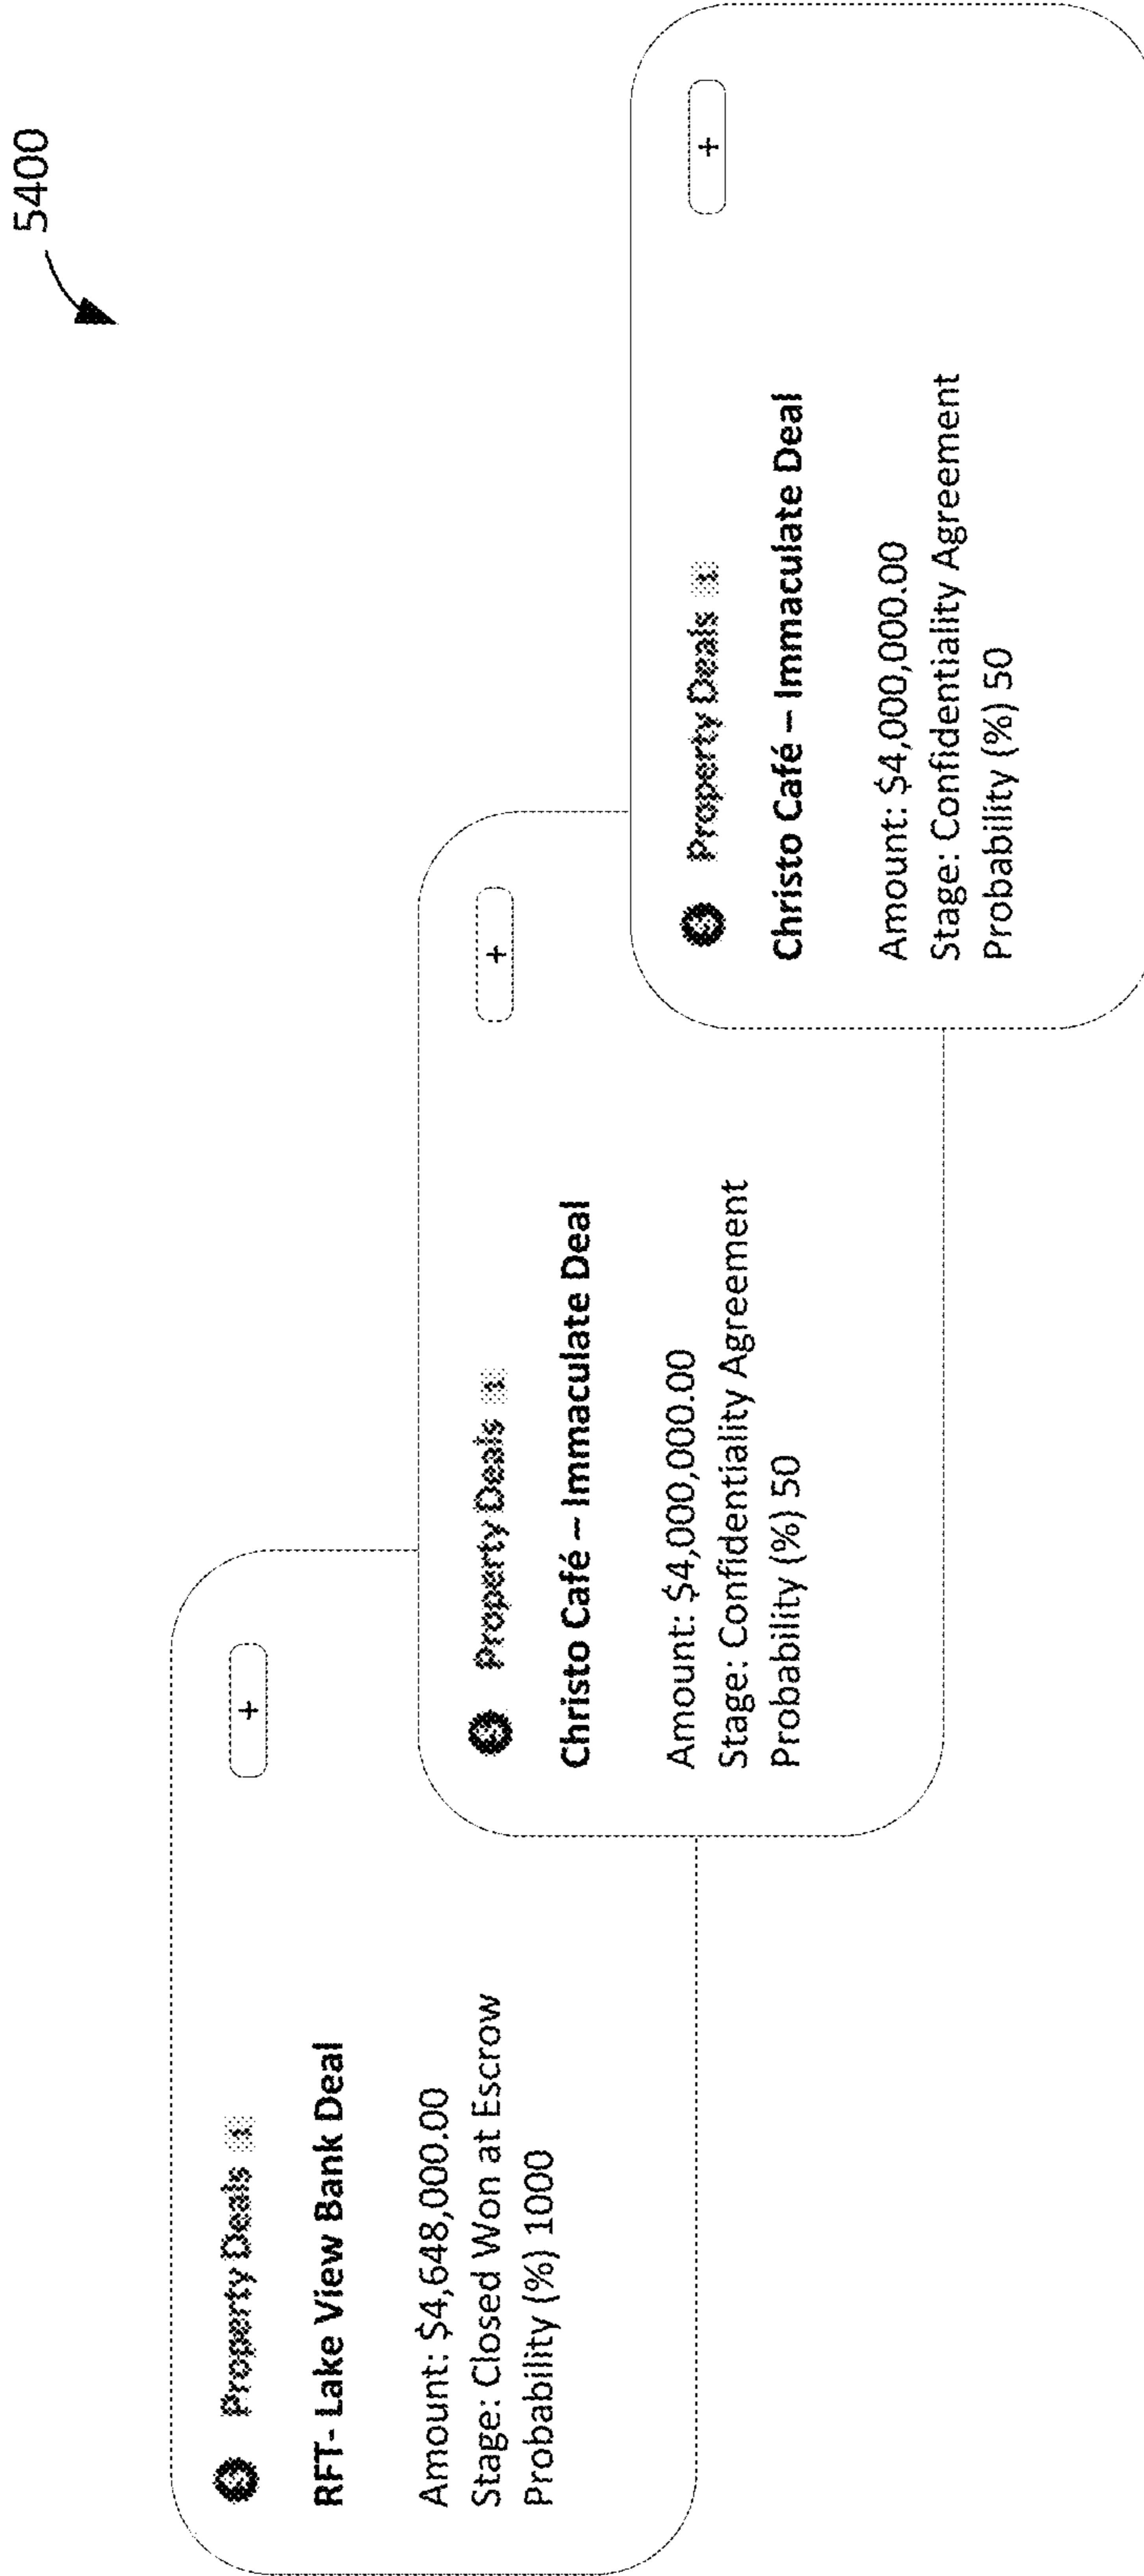 5400
Property Deals
+
RFT- Lake View Bank Deal
Amount: $4,648,000.00
Stage: Closed Won at Escrow
Probability (%) 1000
Property Deals
+
Christo Café – Immaculate Deal
Amount: $4,000,000.00
Stage: Confidentiality Agreement
Probability (%) 50
Property Deals
+
Christo Café – Immaculate Deal
Amount: $4,000,000.00
Stage: Confidentiality Agreement
Probability (%) 50